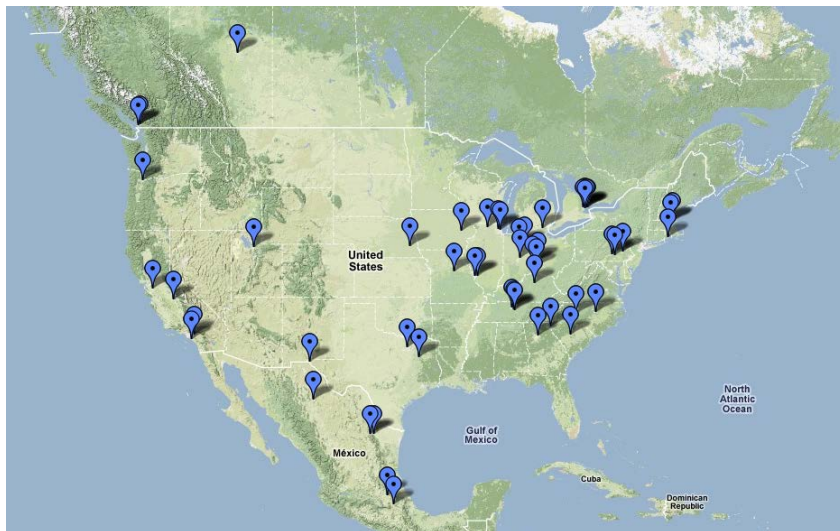 United
States
North
Atlantic
Ocean
Gulf of
Mexico
México
Cuba
Dominican
Republic